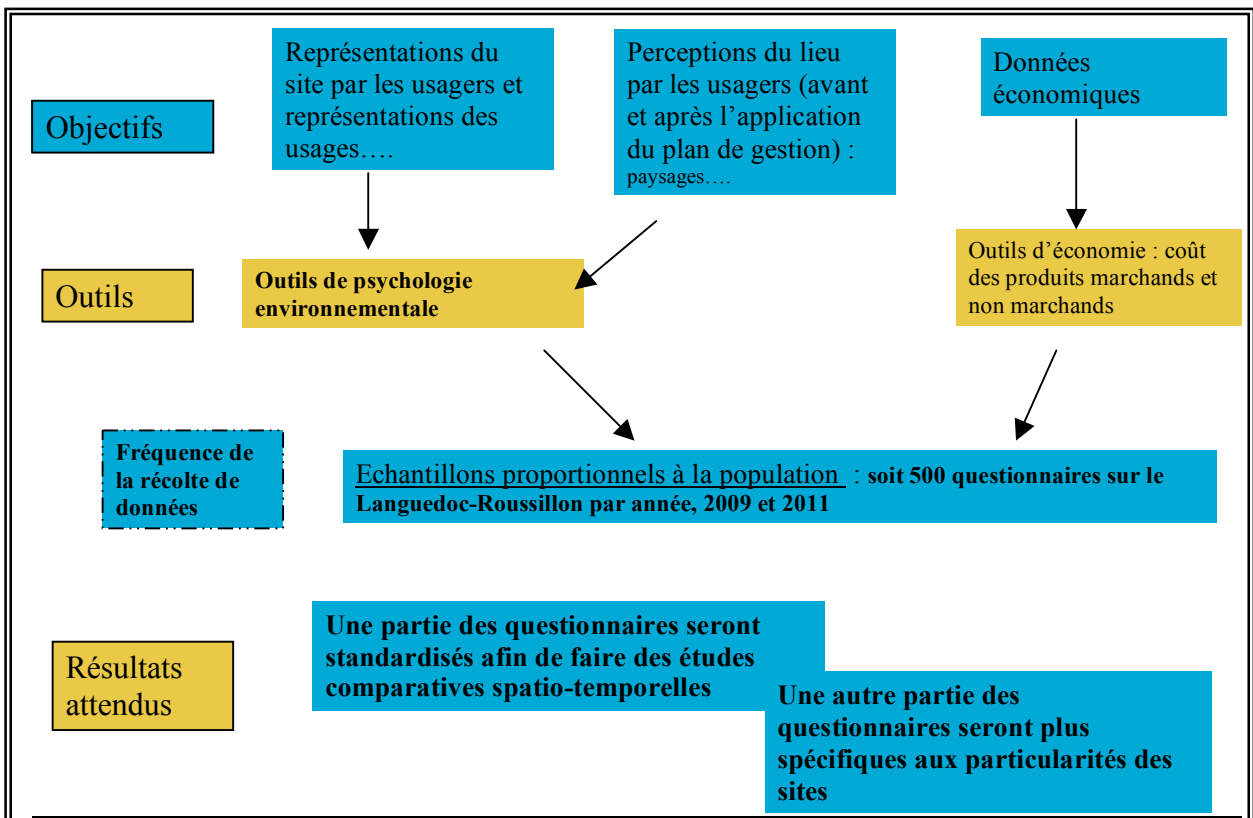 Objectifs
Représentations du
site par les usagers et
représentations des
usages….
Perceptions du lieu
par les usagers (avant
et après l’application
du plan de gestion) :
paysages….
Données
économiques
Outils
Outils de psychologie
environnementale
Outils d’économie : coût
des produits marchands et
non marchands
Fréquence de
la récolte de
données
Echantillons proportionnels à la population : soit 500 questionnaires sur le
Languedoc-Roussillon par année, 2009 et 2011
Résultats
attendus
Une partie des questionnaires seront
standardisés afin de faire des études
comparatives spatio-temporelles
Une autre partie des
questionnaires seront plus
spécifiques aux particularités des
sites